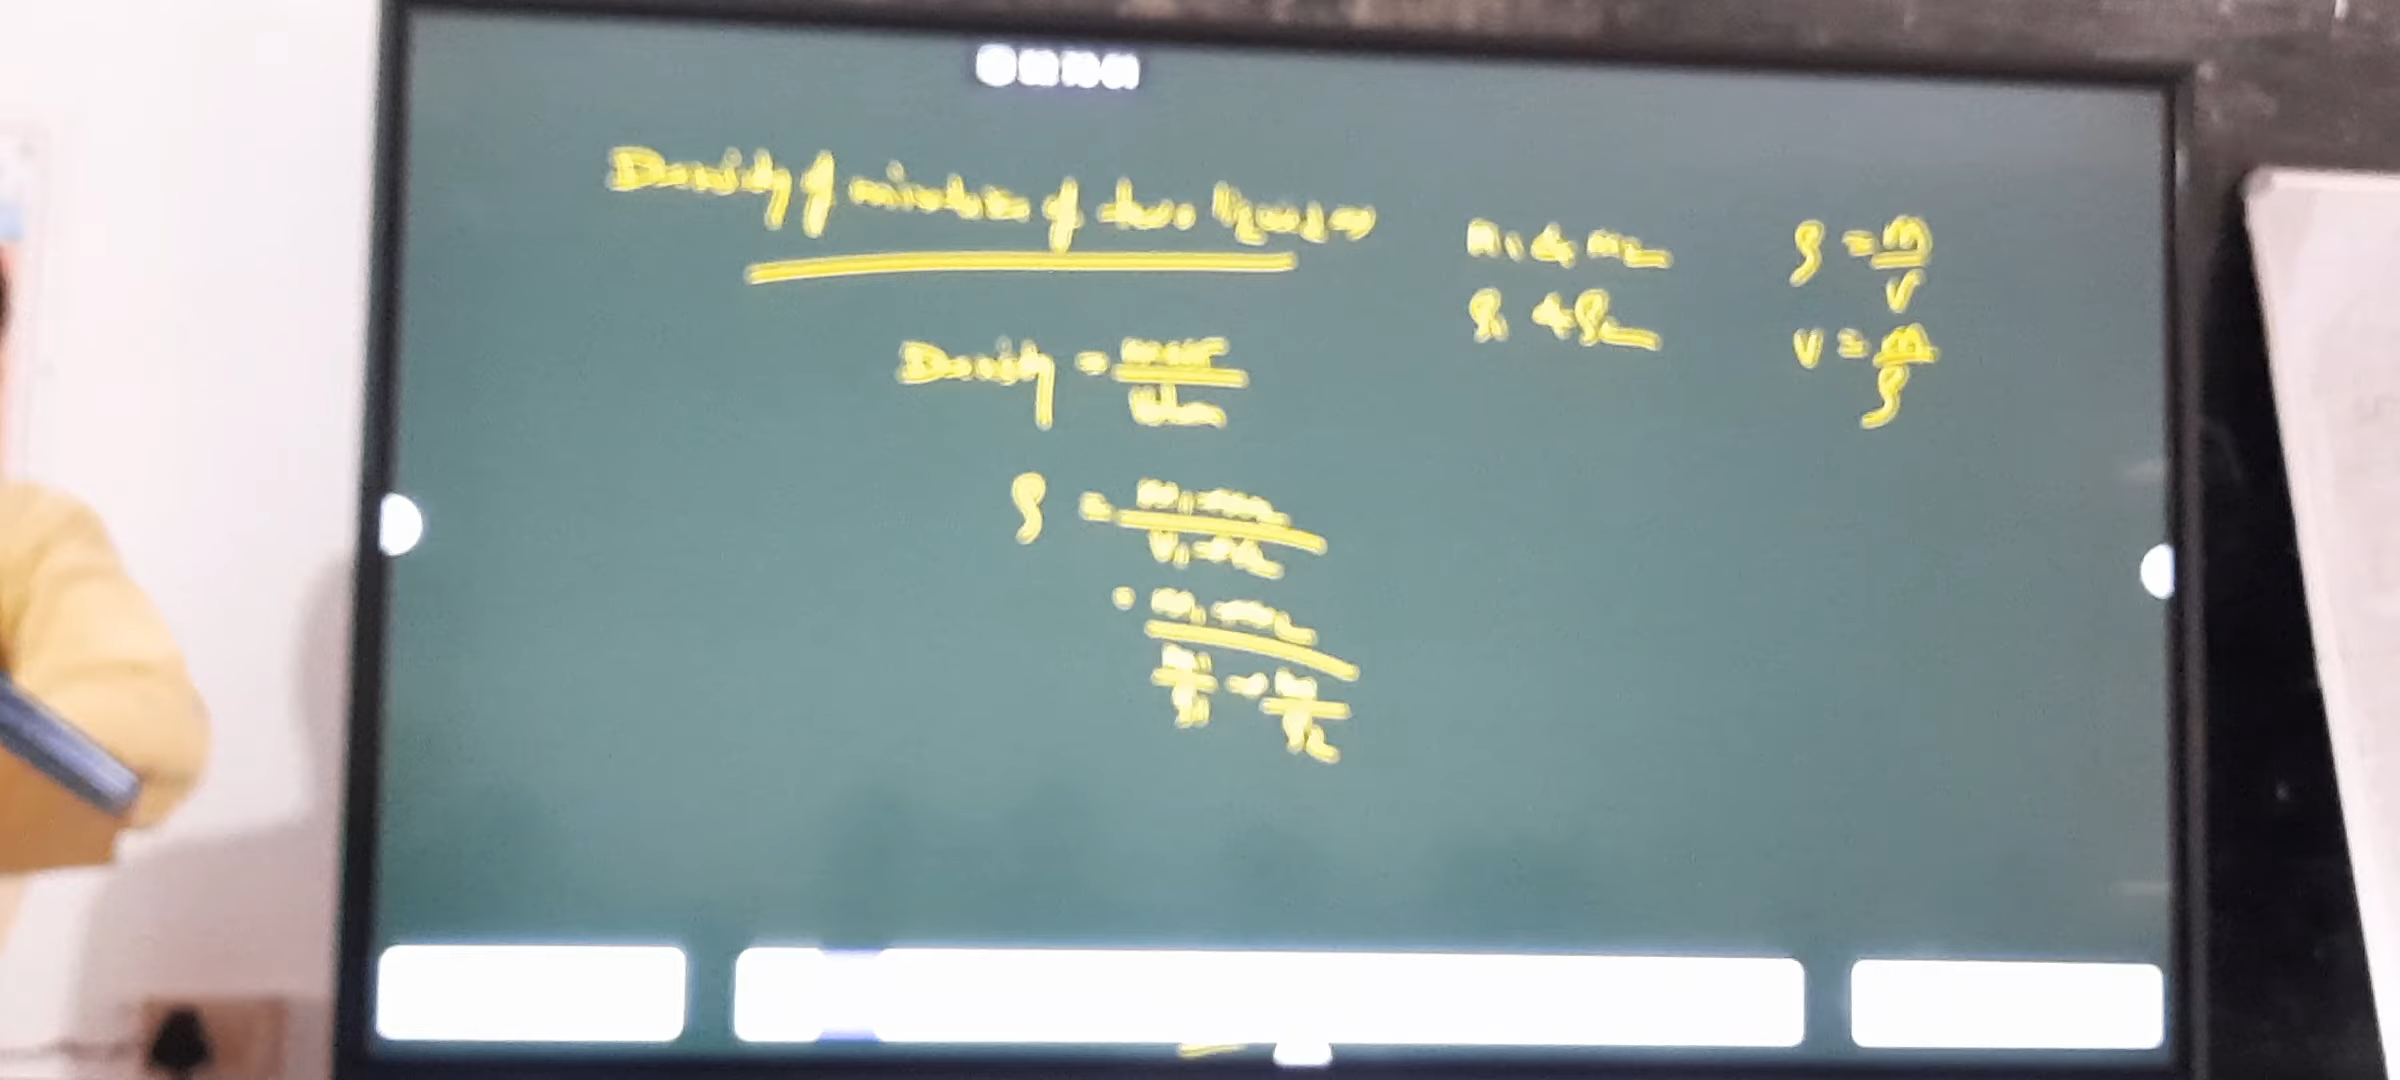 Density of mixture of two liquids
m₁ & m₂
ρ₁ & ρ₂
ρ = m/V
V = m/ρ
Density = mass/Volume
ρ = m₁+m₂/V₁+V₂
= m₁+m₂/m₁/ρ₁ + m₂/ρ₂